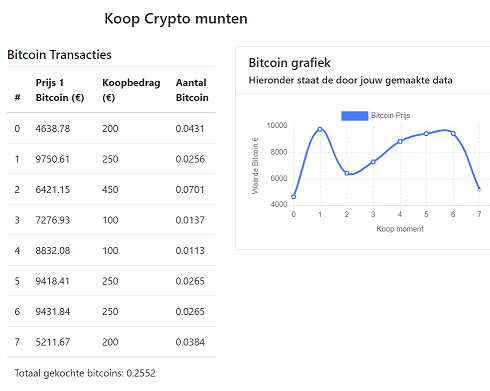 Koop Crypto munten
Bitcoin Transacties
# Prijs 1 Bitcoin (€) Koopbedrag (€) Aantal Bitcoin
0 4638.78 200 0.0431
1 9750.61 250 0.0256
2 6421.15 450 0.0701
3 7276.93 100 0.0137
4 8832.08 100 0.0113
5 9418.41 250 0.0265
6 9431.84 250 0.0265
7 5211.67 200 0.0384
Totaal gekochte bitcoins: 0.2552
Bitcoin grafiek
Hieronder staat de door jouw gemaakte data
Bitcoin Prijs
Waarde Bitcoin €
10000
8000
6000
4000
0 1 2 3 4 5 6 7
Koop moment